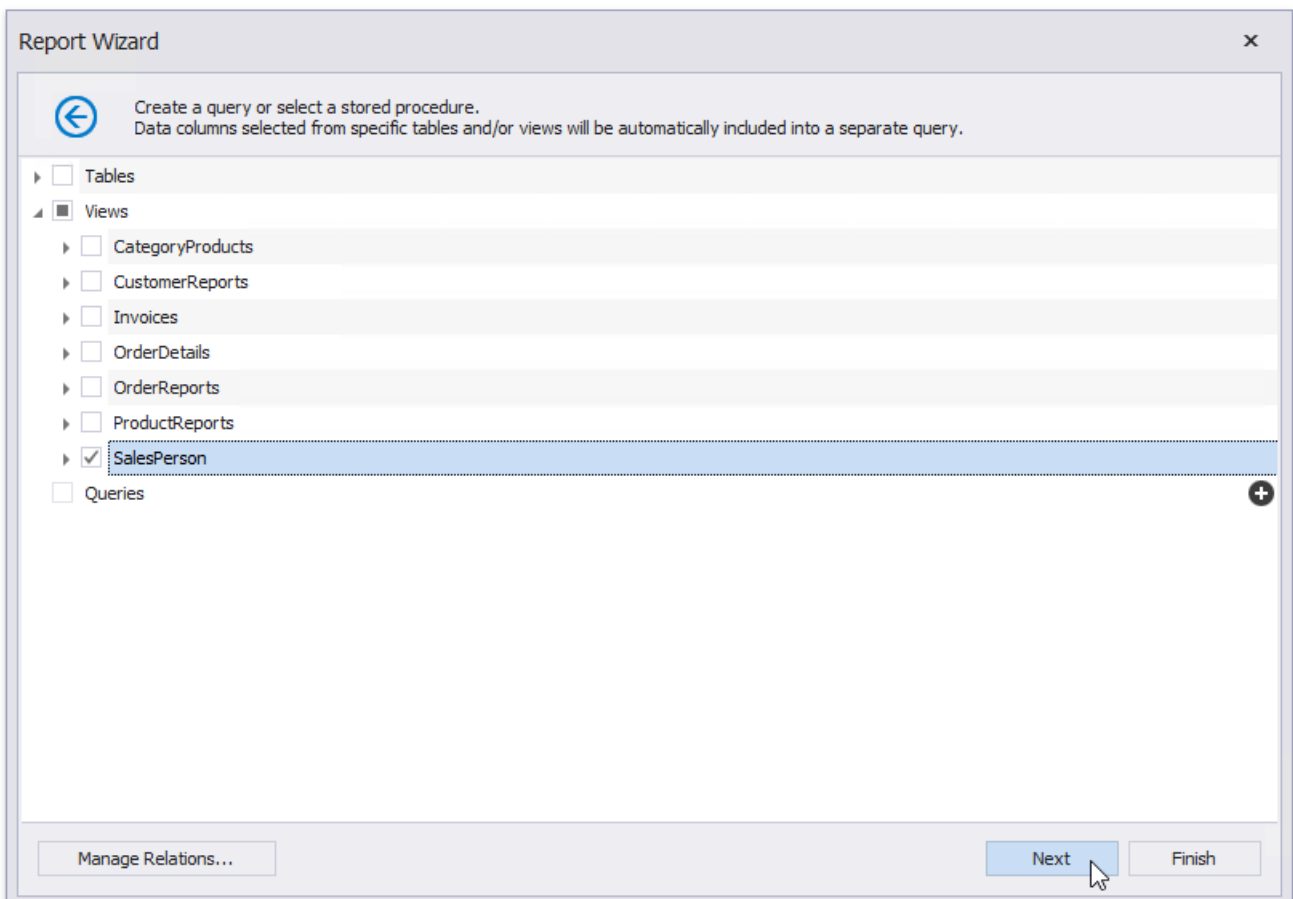 Report Wizard
Create a query or select a stored procedure.
Data columns selected from specific tables and/or views will be automatically included into a separate query.
Tables
Views
CategoryProducts
CustomerReports
Invoices
OrderDetails
OrderReports
ProductReports
SalesPerson
Queries
Manage Relations...
Next
Finish